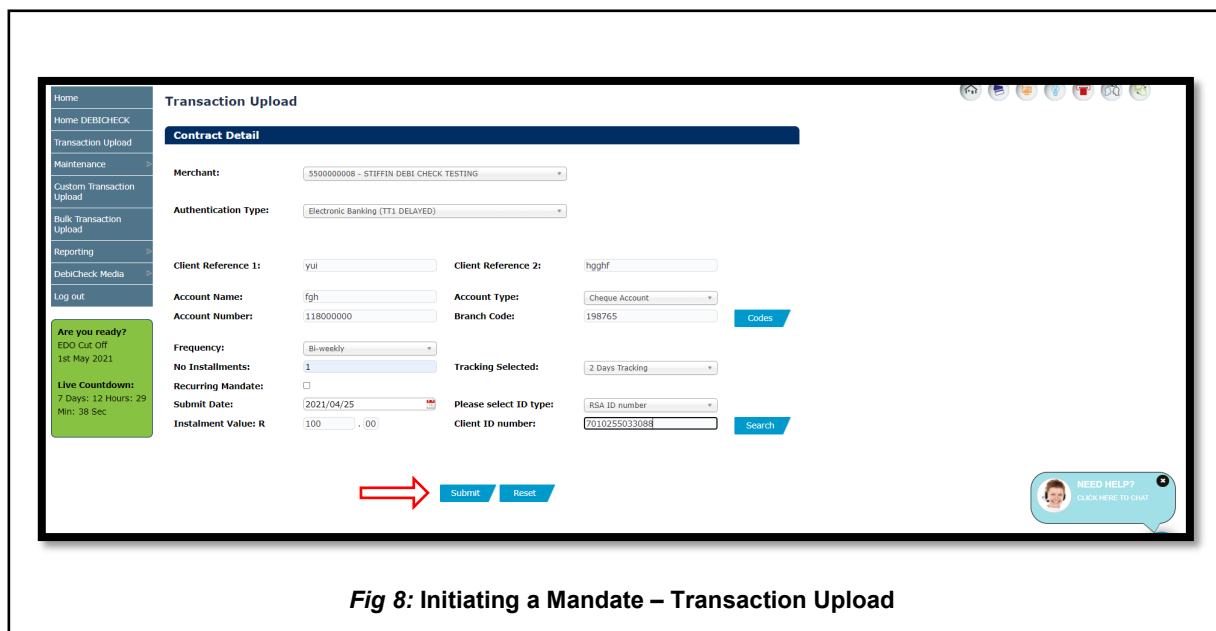 Home
Home DEBICHECK
Transaction Upload
Maintenance
Custom Transaction
Upload
Bulk Transaction
Upload
Reporting
DebiCheck Media
Log out
Are you ready?
EDO Cut Off
1st May 2021
Live Countdown:
7 Days: 12 Hours: 29
Min: 38 Sec
Transaction Upload
Contract Detail
Merchant: 5500000008 - STIFFIN DEBI CHECK TESTING
Authentication Type: Electronic Banking (TT1 DELAYED)
Client Reference 1: yui Client Reference 2: hgghf
Account Name: fgh Account Type: Cheque Account
Account Number: 118000000 Branch Code: 198765 Codes
Frequency: Bi-weekly
No Installments: 1 Tracking Selected: 2 Days Tracking
Recurring Mandate:
Submit Date: 2021/04/25 Please select ID type: RSA ID number
Instalment Value: R 100 . 00 Client ID number: 7010255033088 Search
Submit Reset
NEED HELP?
CLICK HERE TO CHAT
Fig 8: Initiating a Mandate – Transaction Upload